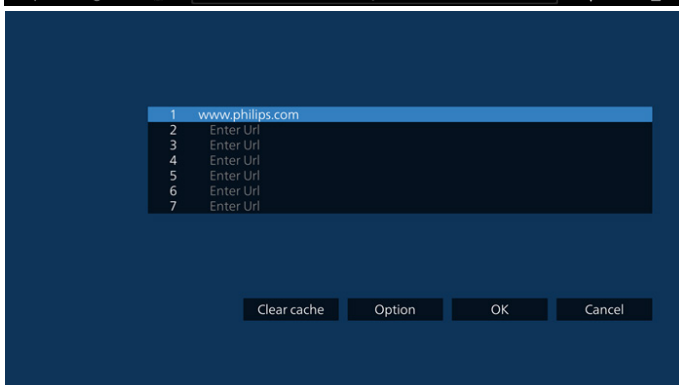 1 www.philips.com
2 Enter Url
3 Enter Url
4 Enter Url
5 Enter Url
6 Enter Url
7 Enter Url
Clear cache Option OK Cancel